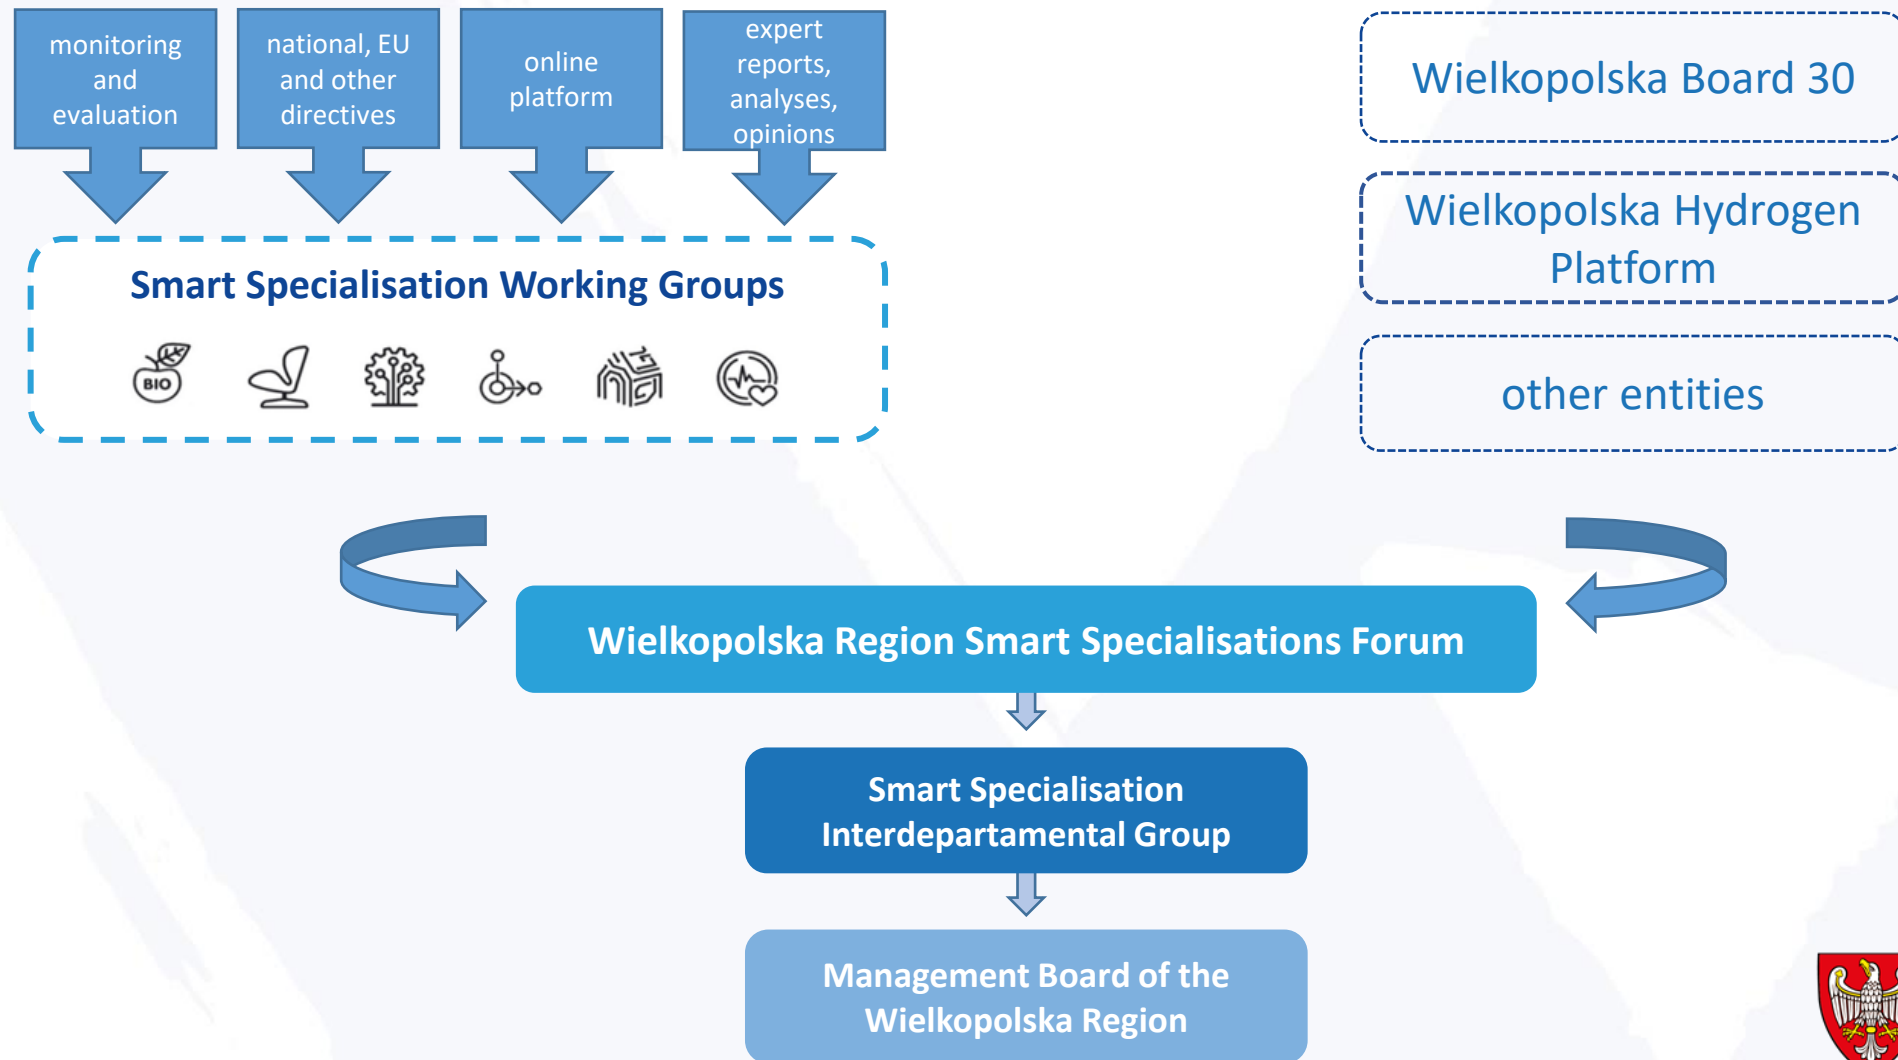 monitoring
and
evaluation
national, EU
and other
directives
online
platform
expert
reports,
analyses,
opinions
Smart Specialisation Working Groups
BIO
Wielkopolska Board 30
Wielkopolska Hydrogen
Platform
other entities
Wielkopolska Region Smart Specialisations Forum
Smart Specialisation
Interdepartamental Group
Management Board of the
Wielkopolska Region